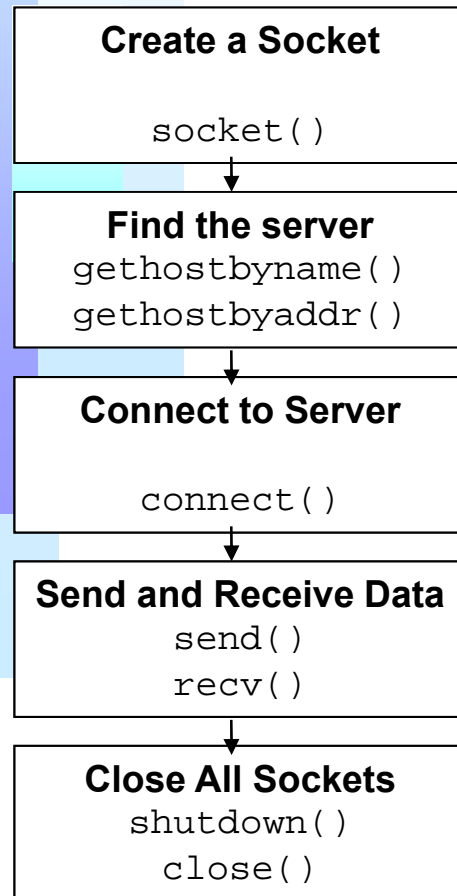 Create a Socket
socket()
Find the server
gethostbyname()
gethostbyaddr()
Connect to Server
connect()
Send and Receive Data
send()
recv()
Close All Sockets
shutdown()
close()